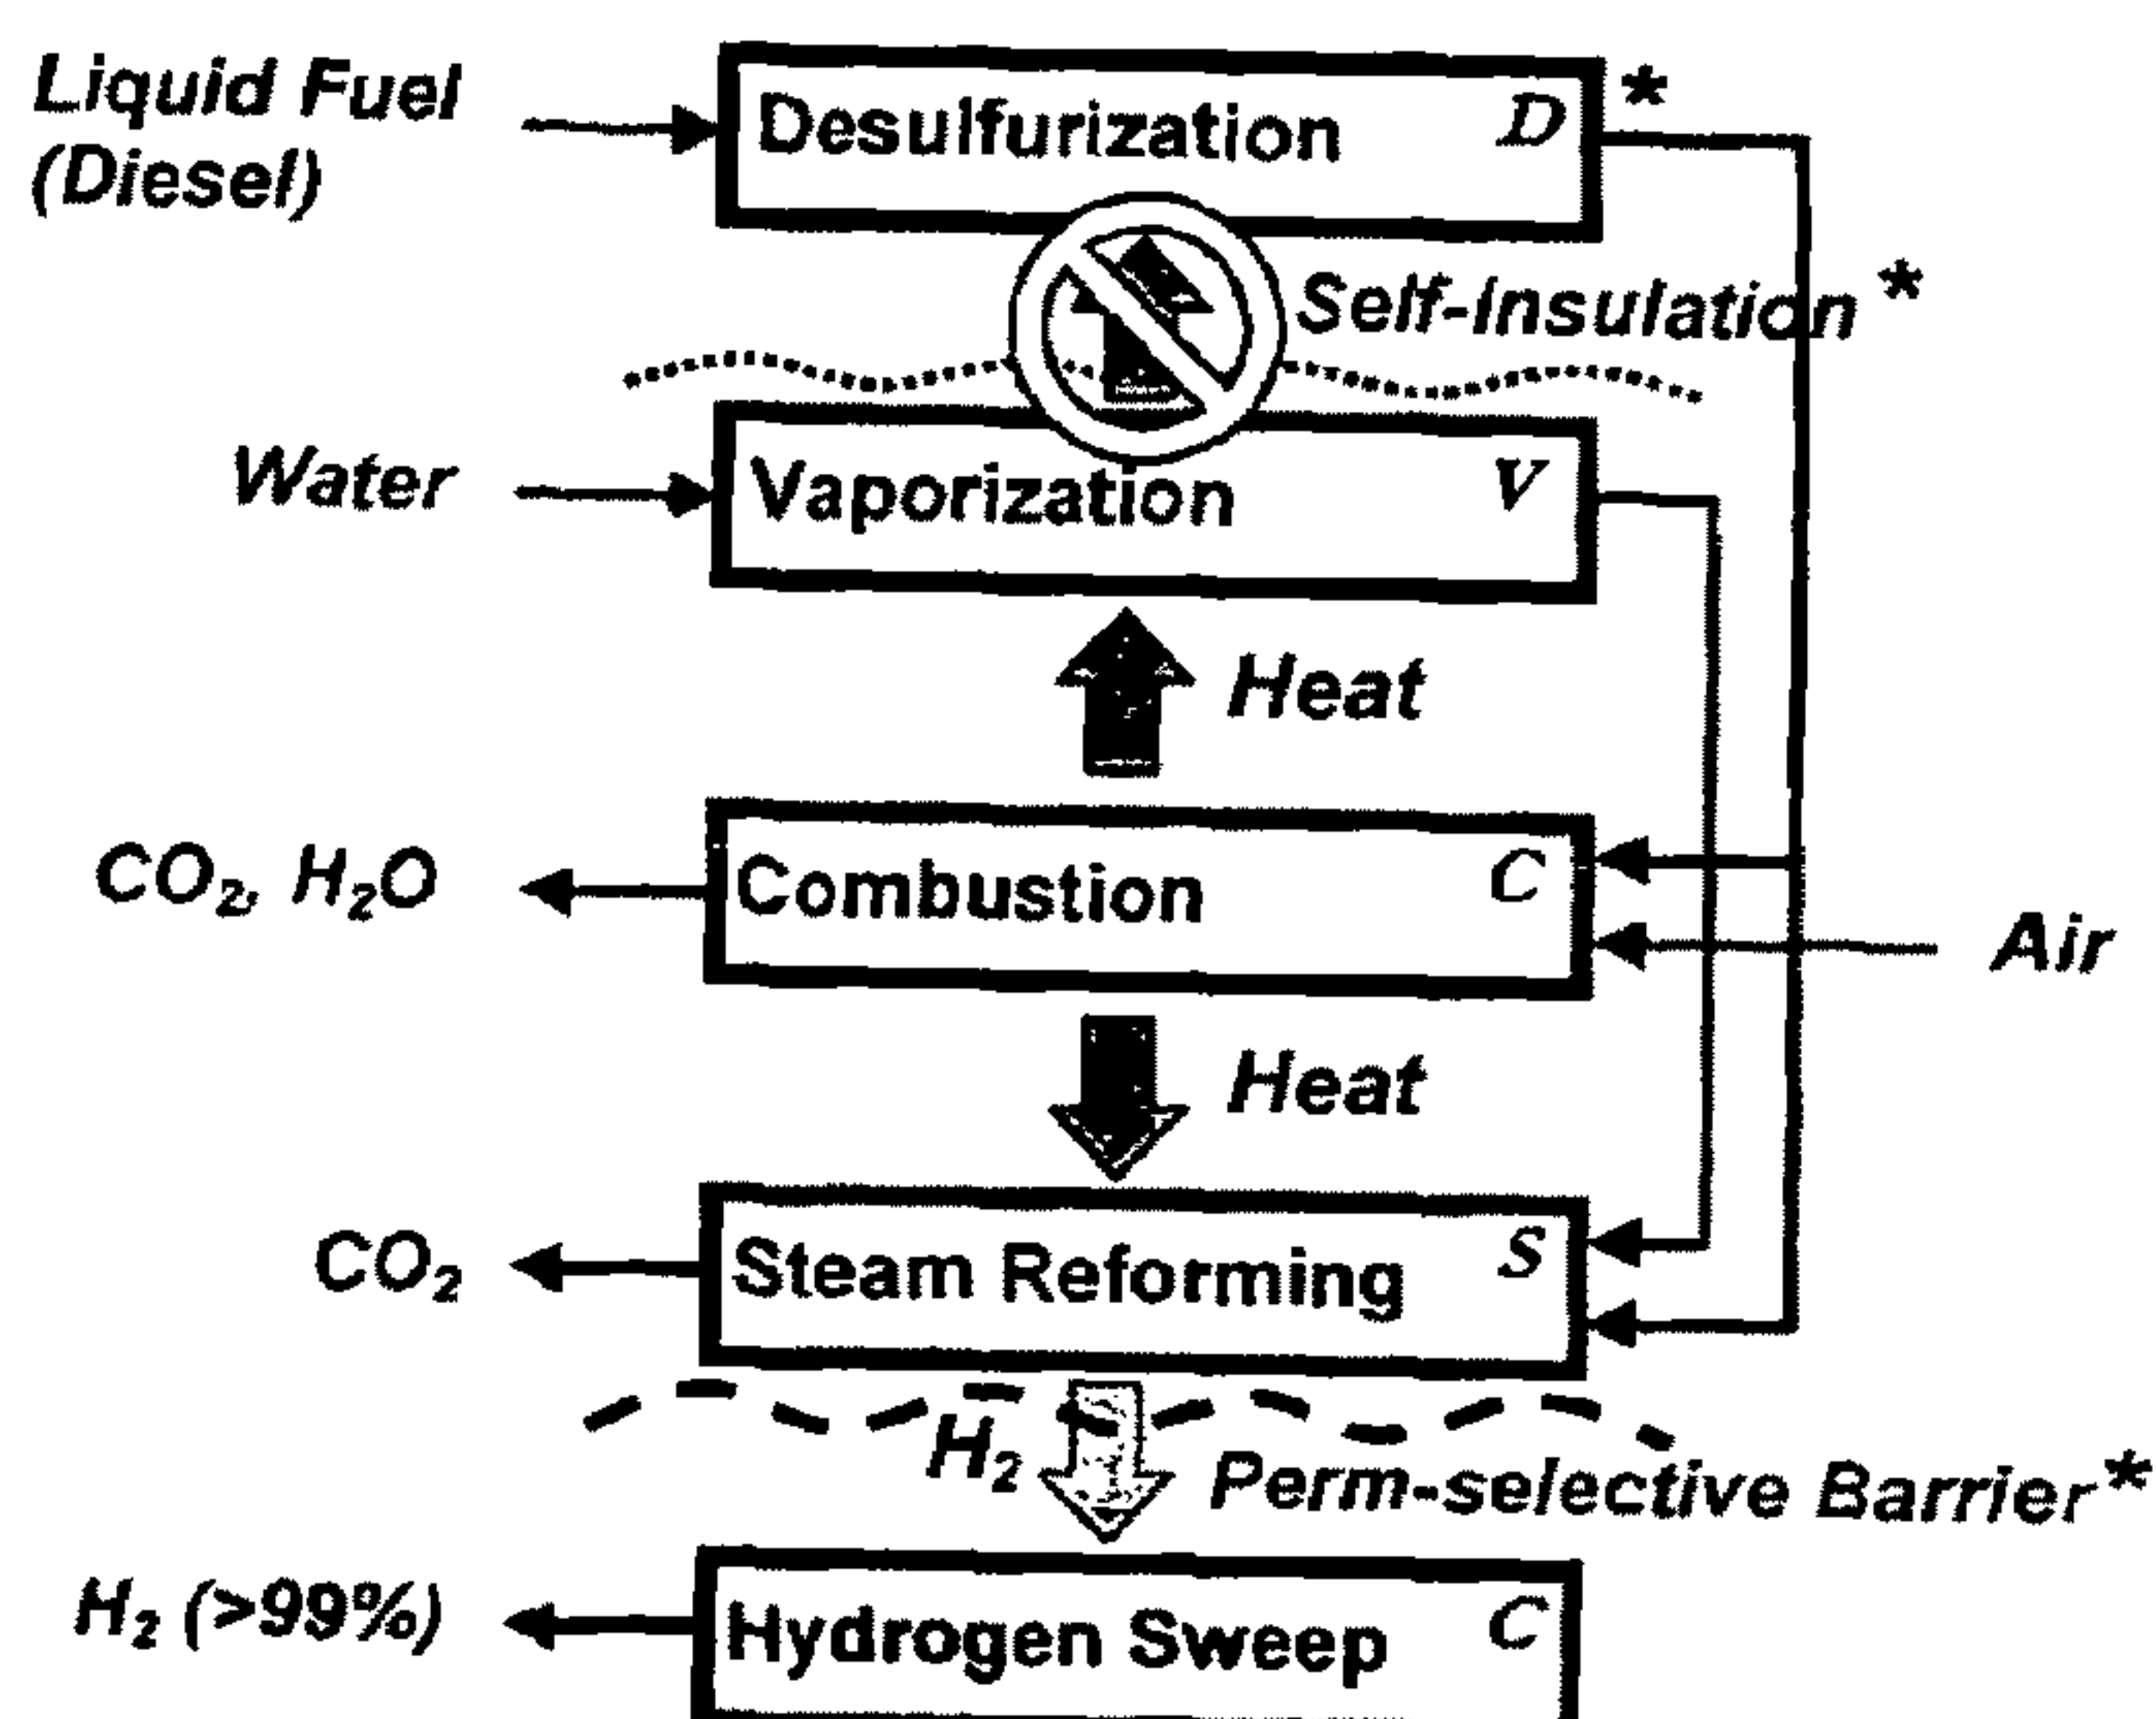 Liquid Fuel
(Diesel)
Desulfurization D *
Self-Insulation *
Water
Vaporization V
Heat
CO₂, H₂O
Combustion C
Air
Heat
CO₂
Steam Reforming S
H₂
Perm-selective Barrier*
H₂ (>99%)
Hydrogen Sweep C